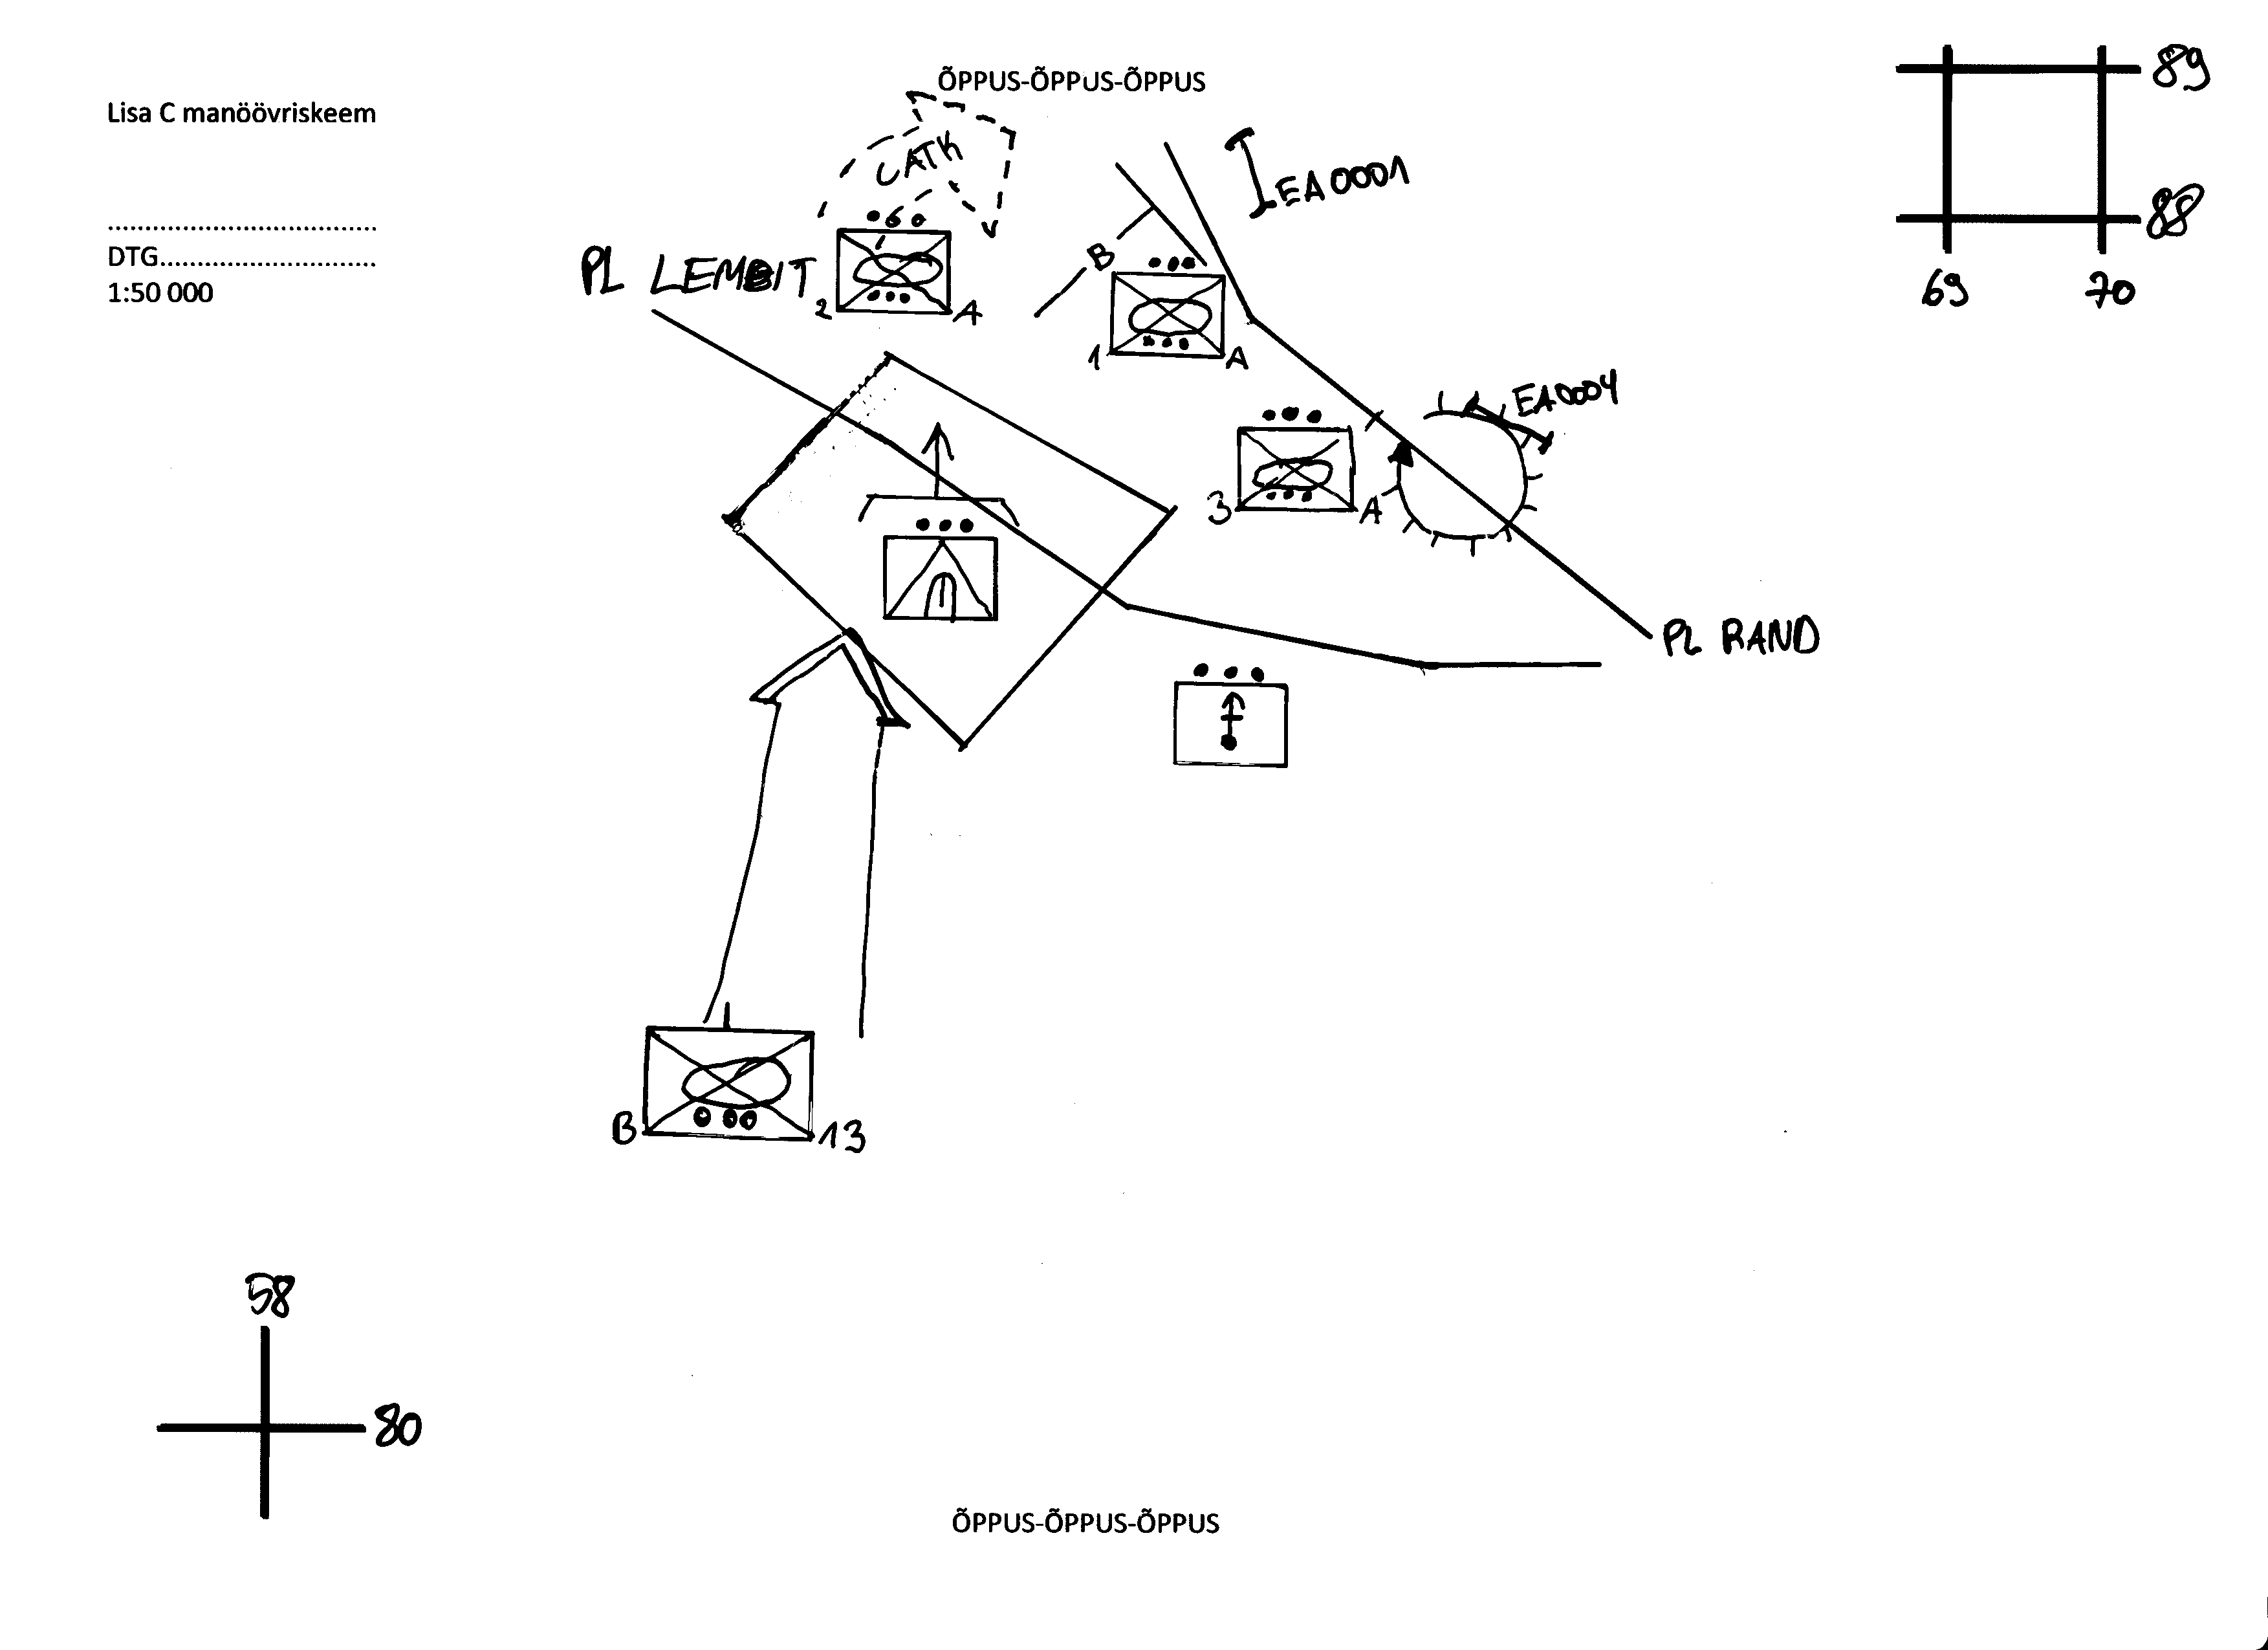 ÕPPUS-ÕPPUS-ÕPPUS
Lisa C manöövriskeem
...................................
DTG............................
1:50 000
89
88
69
70
CATK
EA0001
PL LEMBIT
2
A
B
1
A
EA0004
3
A
PL RAND
B
13
58
80
ÕPPUS-ÕPPUS-ÕPPUS